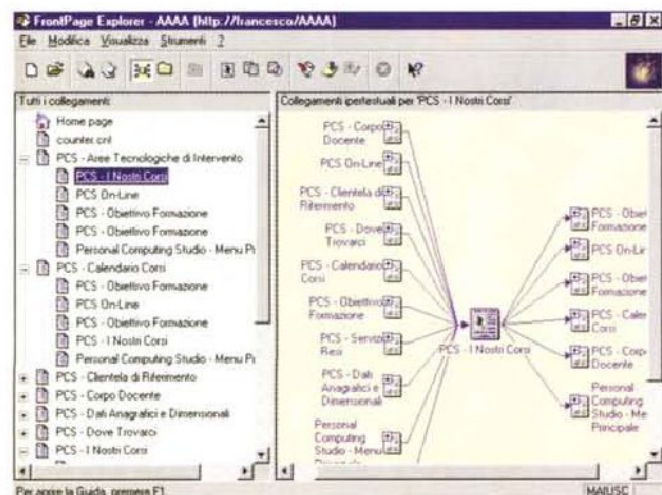 FrontPage Explorer - AAAA [http://francesco/AAAA]
File Modifica Visualizza Strumenti ?
Tutti i collegamenti
Home page
counter.cnt
PCS - Aree Tecnologiche di Intervento
PCS - I Nostri Corsi
PCS On-Line
PCS - Obiettivo Formazione
PCS - Obiettivo Formazione
Personal Computing Studio - Menu Pr
PCS - Calendario Corsi
PCS - Obiettivo Formazione
PCS On-Line
PCS - Obiettivo Formazione
PCS - I Nostri Corsi
Personal Computing Studio - Menu Pr
PCS - Clientela di Riferimento
PCS - Corpo Docente
PCS - Dati Anagrafici e Dimensionali
PCS - Dove Trovarci
PCS - I Nostri Corsi
Collegamenti ipertestuali per 'PCS - I Nostri Corsi'
PCS - Corpo
Docente
PCS On-Line
PCS - Clientela di
Riferimento
PCS - Dove
Trovarci
PCS - Calendario
Corsi
PCS - Obiettivo
Formazione
PCS - Servizi
Resi
PCS - Dati
Anagrafici e
Dimensionali
Personal
Computing
Studio - Menu
Principale
PCS - I Nostri Corsi
PCS - Obiet
Formazione
PCS On-Lin
PCS - Obiet
Formazione
PCS - Caler
Corsi
PCS - Corpo
Docente
Personal
Computing
Studio - Me
Principale
Per aprire la Guida, premere F1
MAIUSC